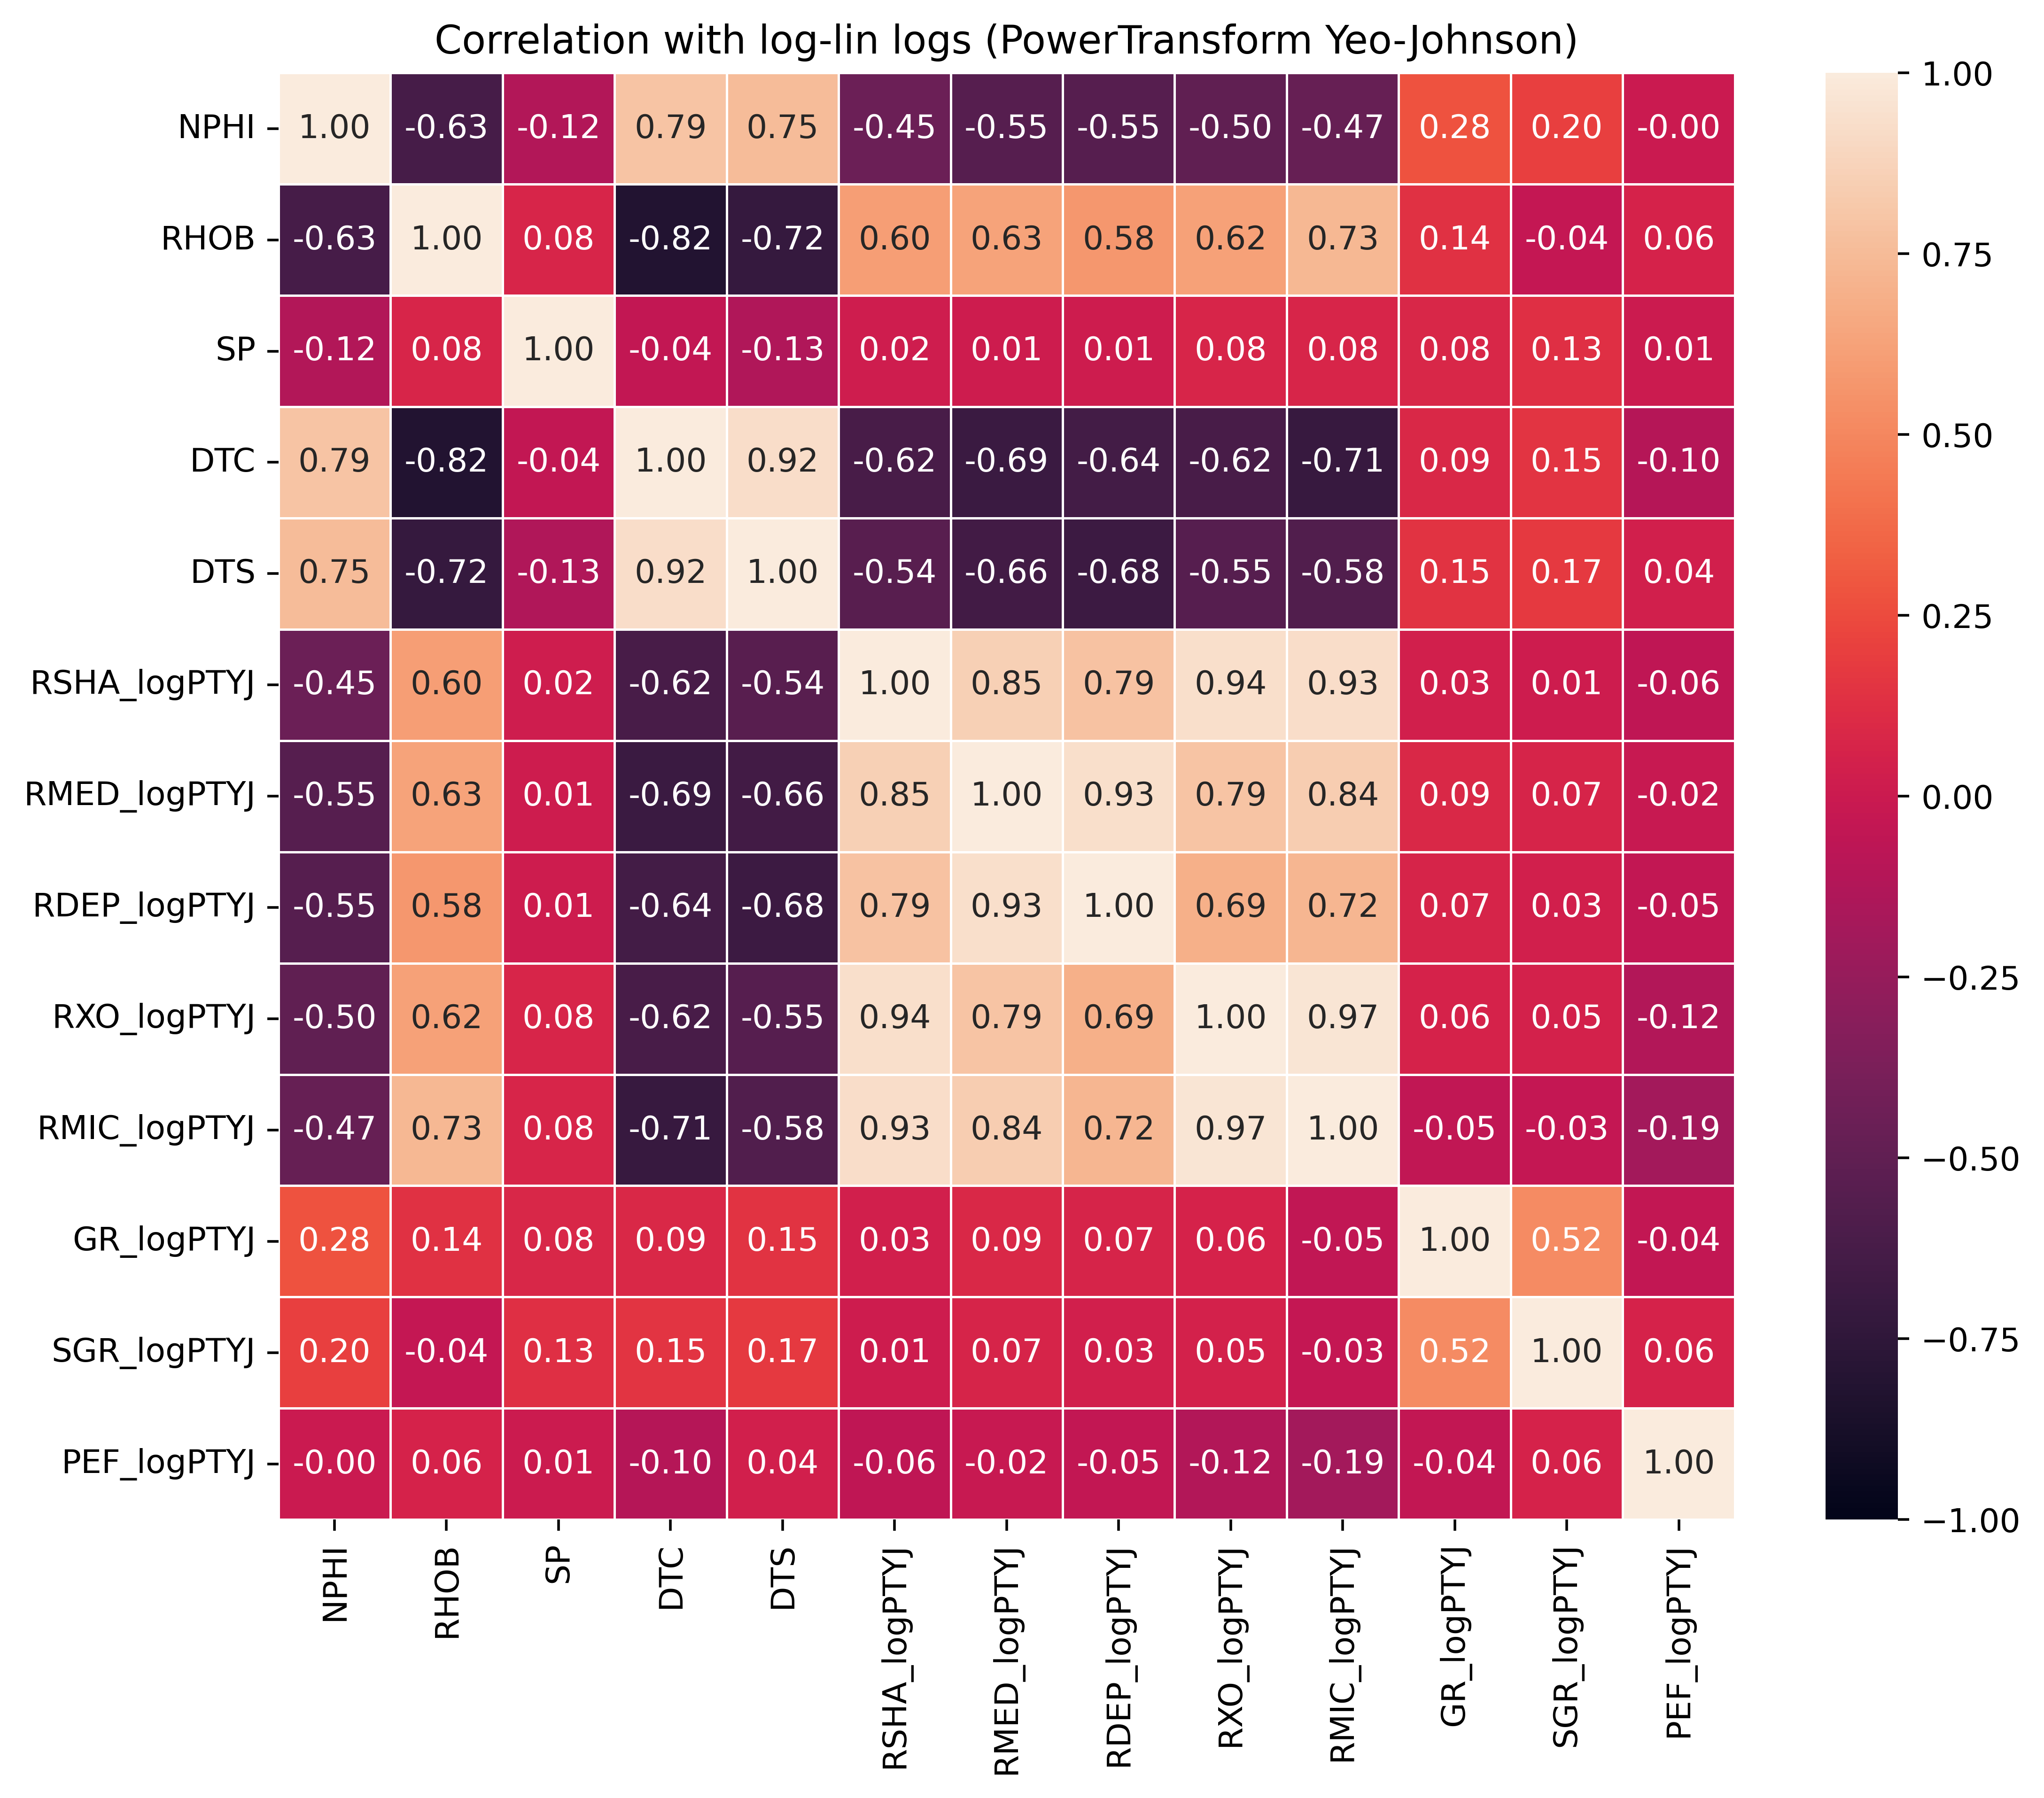 Correlation with log-lin logs (PowerTransform Yeo-Johnson)
NPHI 1.00 -0.63 -0.12 0.79 0.75 -0.45 -0.55 -0.55 -0.50 -0.47 0.28 0.20 -0.00
RHOB -0.63 1.00 0.08 -0.82 -0.72 0.60 0.63 0.58 0.62 0.73 0.14 -0.04 0.06
SP -0.12 0.08 1.00 -0.04 -0.13 0.02 0.01 0.01 0.08 0.08 0.08 0.13 0.01
DTC 0.79 -0.82 -0.04 1.00 0.92 -0.62 -0.69 -0.64 -0.62 -0.71 0.09 0.15 -0.10
DTS 0.75 -0.72 -0.13 0.92 1.00 -0.54 -0.66 -0.68 -0.55 -0.58 0.15 0.17 0.04
RSHA_logPTYJ -0.45 0.60 0.02 -0.62 -0.54 1.00 0.85 0.79 0.94 0.93 0.03 0.01 -0.06
RMED_logPTYJ -0.55 0.63 0.01 -0.69 -0.66 0.85 1.00 0.93 0.79 0.84 0.09 0.07 -0.02
RDEP_logPTYJ -0.55 0.58 0.01 -0.64 -0.68 0.79 0.93 1.00 0.69 0.72 0.07 0.03 -0.05
RXO_logPTYJ -0.50 0.62 0.08 -0.62 -0.55 0.94 0.79 0.69 1.00 0.97 0.06 0.05 -0.12
RMIC_logPTYJ -0.47 0.73 0.08 -0.71 -0.58 0.93 0.84 0.72 0.97 1.00 -0.05 -0.03 -0.19
GR_logPTYJ 0.28 0.14 0.08 0.09 0.15 0.03 0.09 0.07 0.06 -0.05 1.00 0.52 -0.04
SGR_logPTYJ 0.20 -0.04 0.13 0.15 0.17 0.01 0.07 0.03 0.05 -0.03 0.52 1.00 0.06
PEF_logPTYJ -0.00 0.06 0.01 -0.10 0.04 -0.06 -0.02 -0.05 -0.12 -0.19 -0.04 0.06 1.00
NPHI
RHOB
SP
DTC
DTS
RSHA_logPTYJ
RMED_logPTYJ
RDEP_logPTYJ
RXO_logPTYJ
RMIC_logPTYJ
GR_logPTYJ
SGR_logPTYJ
PEF_logPTYJ
1.00
0.75
0.50
0.25
0.00
−0.25
−0.50
−0.75
−1.00